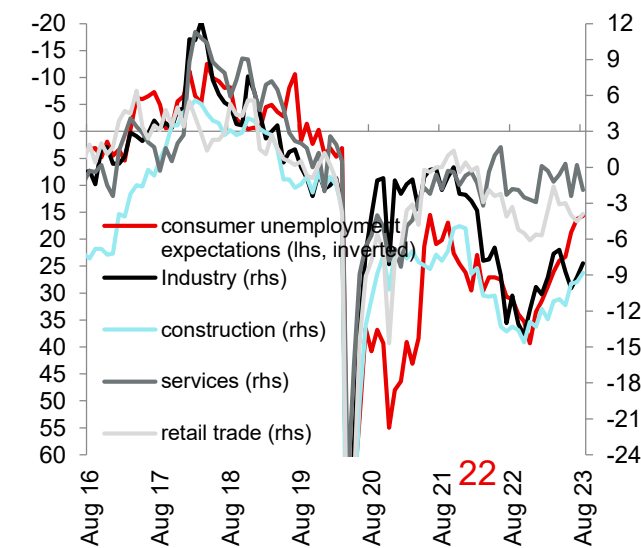 -20
-15
-10
-5
0
5
10
15
20
25
30
35
40
45
50
55
60
12
9
6
3
0
-3
-6
-9
-12
-15
-18
-21
-24
consumer unemployment
expectations (lhs, inverted)
Industry (rhs)
construction (rhs)
services (rhs)
retail trade (rhs)
Aug 16
Aug 17
Aug 18
Aug 19
Aug 20
Aug 21
22
Aug 22
Aug 23